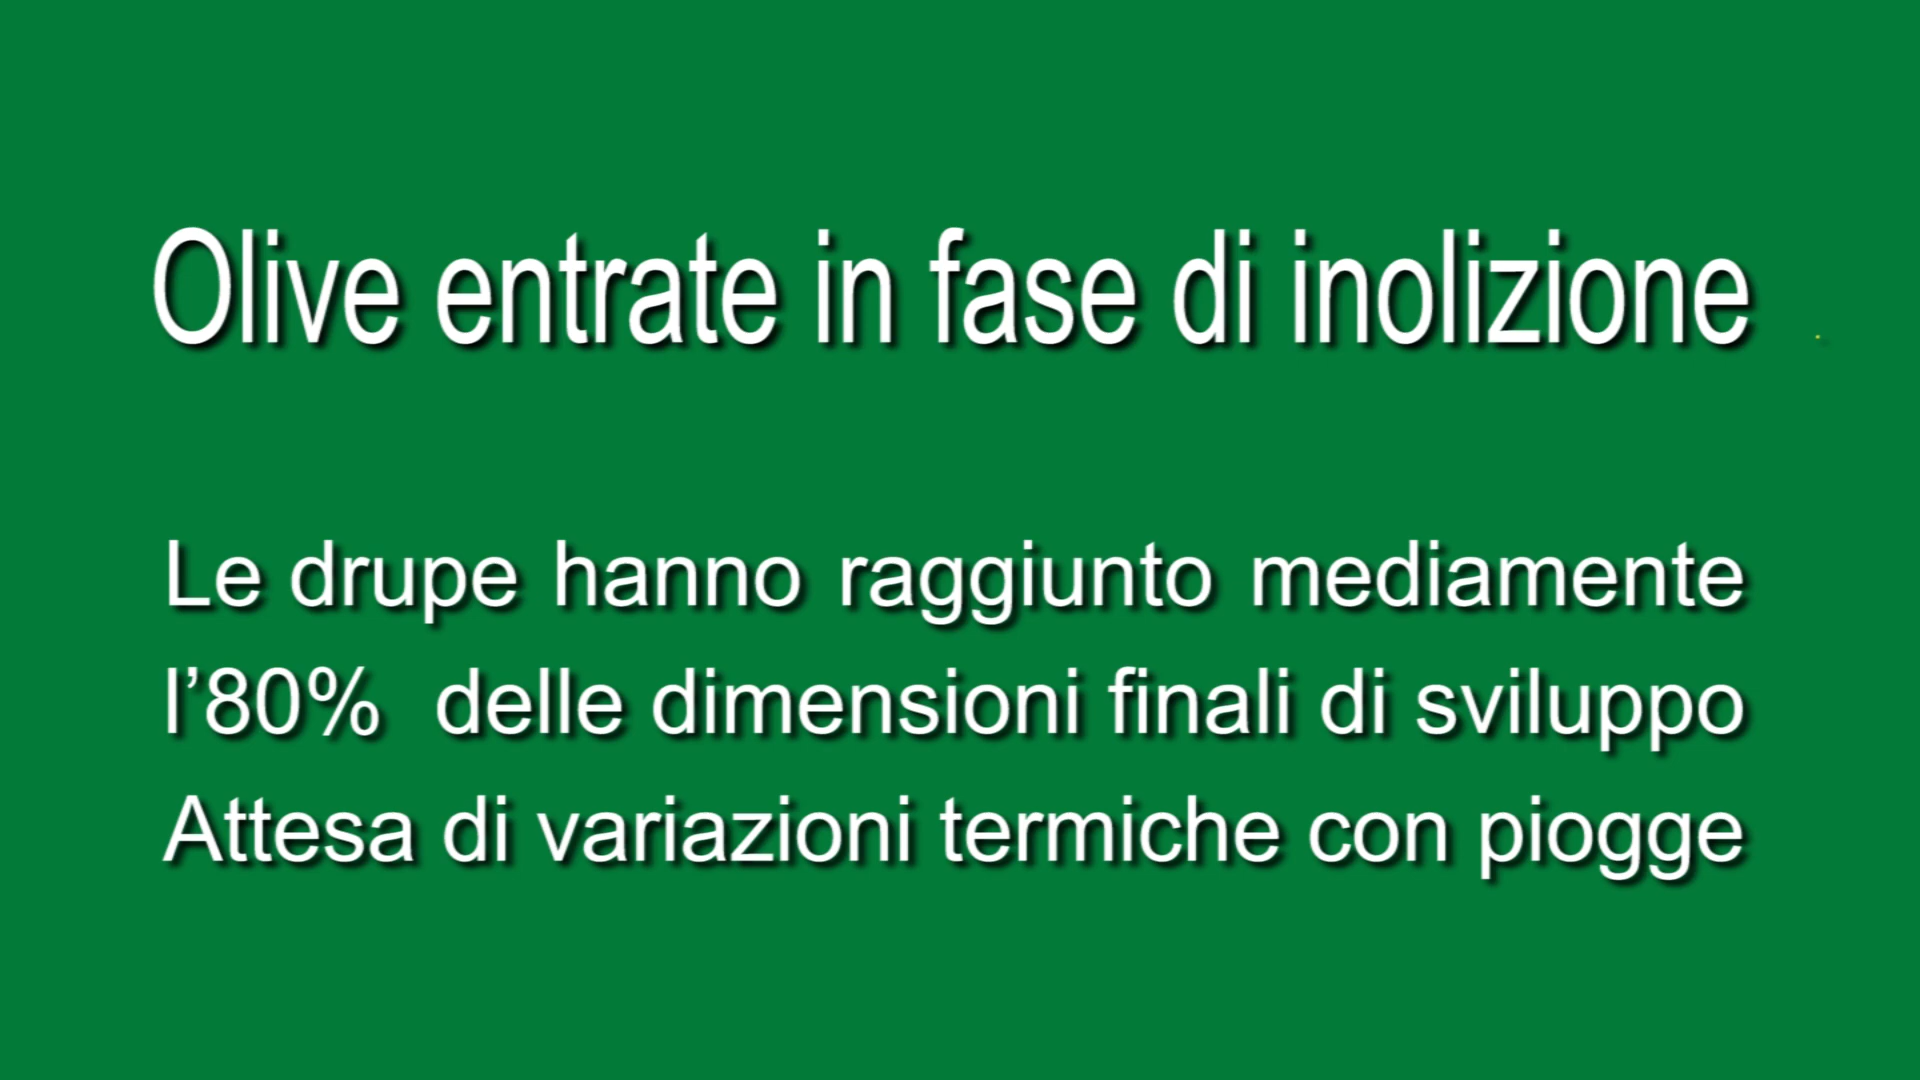 Olive entrate in fase di inolizione
Le drupe hanno raggiunto mediamente
l’80% delle dimensioni finali di sviluppo
Attesa di variazioni termiche con piogge